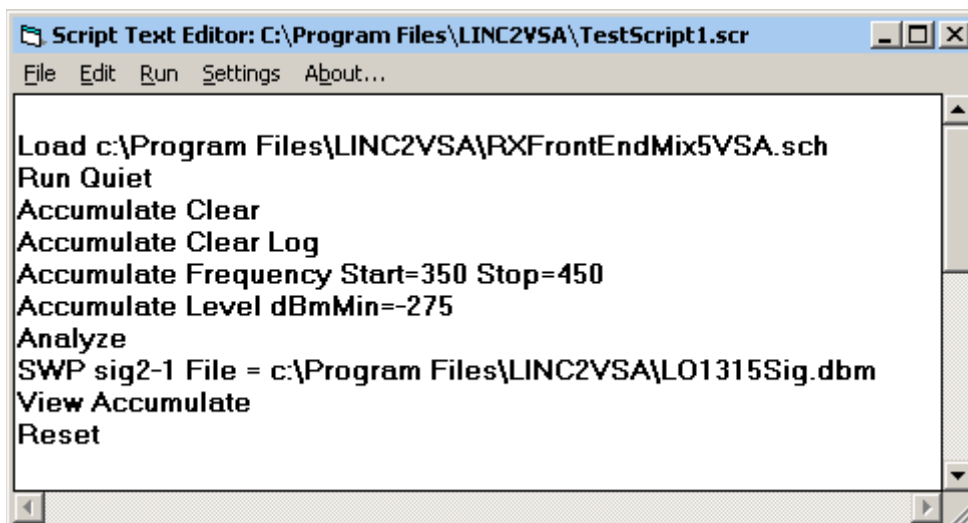 Script Text Editor: C:\Program Files\LINC2VSA\TestScript1.scr
File Edit Run Settings About...
Load c:\Program Files\LINC2VSA\RXFrontEndMix5VSA.sch
Run Quiet
Accumulate Clear
Accumulate Clear Log
Accumulate Frequency Start=350 Stop=450
Accumulate Level dBmMin=-275
Analyze
SWP sig2-1 File = c:\Program Files\LINC2VSA\LO1315Sig.dbm
View Accumulate
Reset